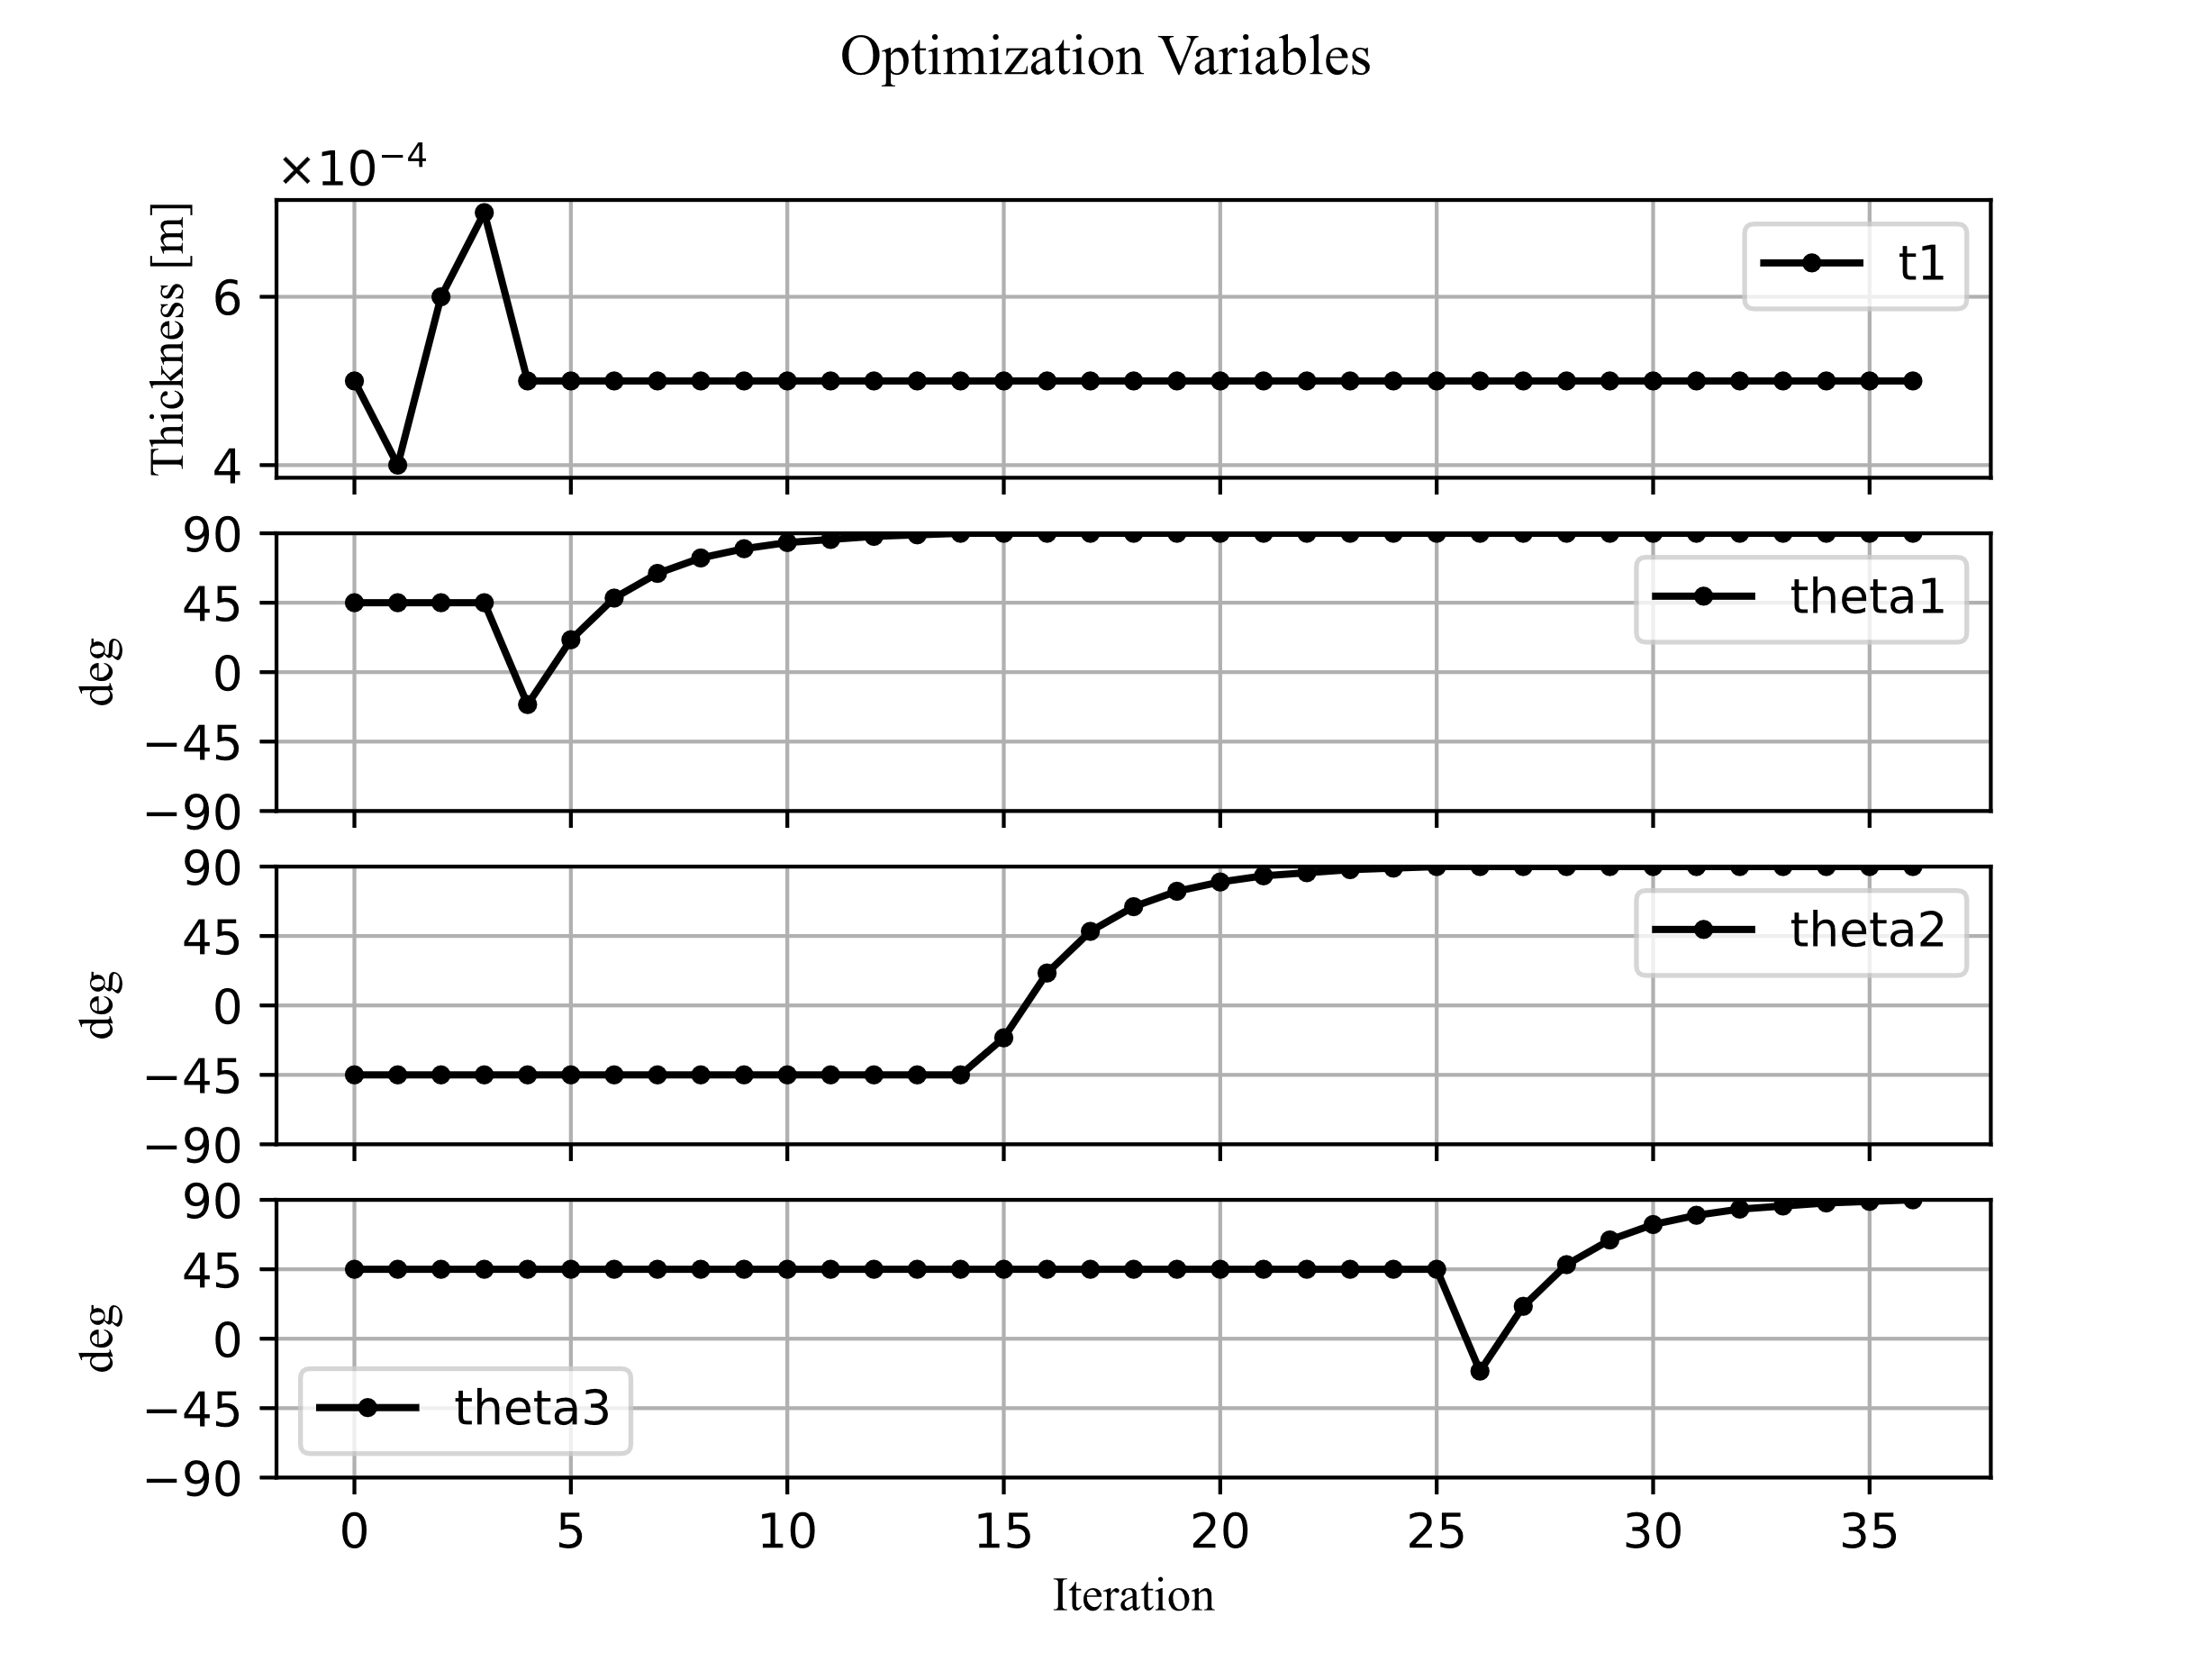 Optimization Variables
×10⁻⁴
Thickness [m]
6
4
t1
deg
90
45
0
−45
−90
theta1
deg
90
45
0
−45
−90
theta2
deg
90
45
0
−45
−90
theta3
0 5 10 15 20 25 30 35
Iteration